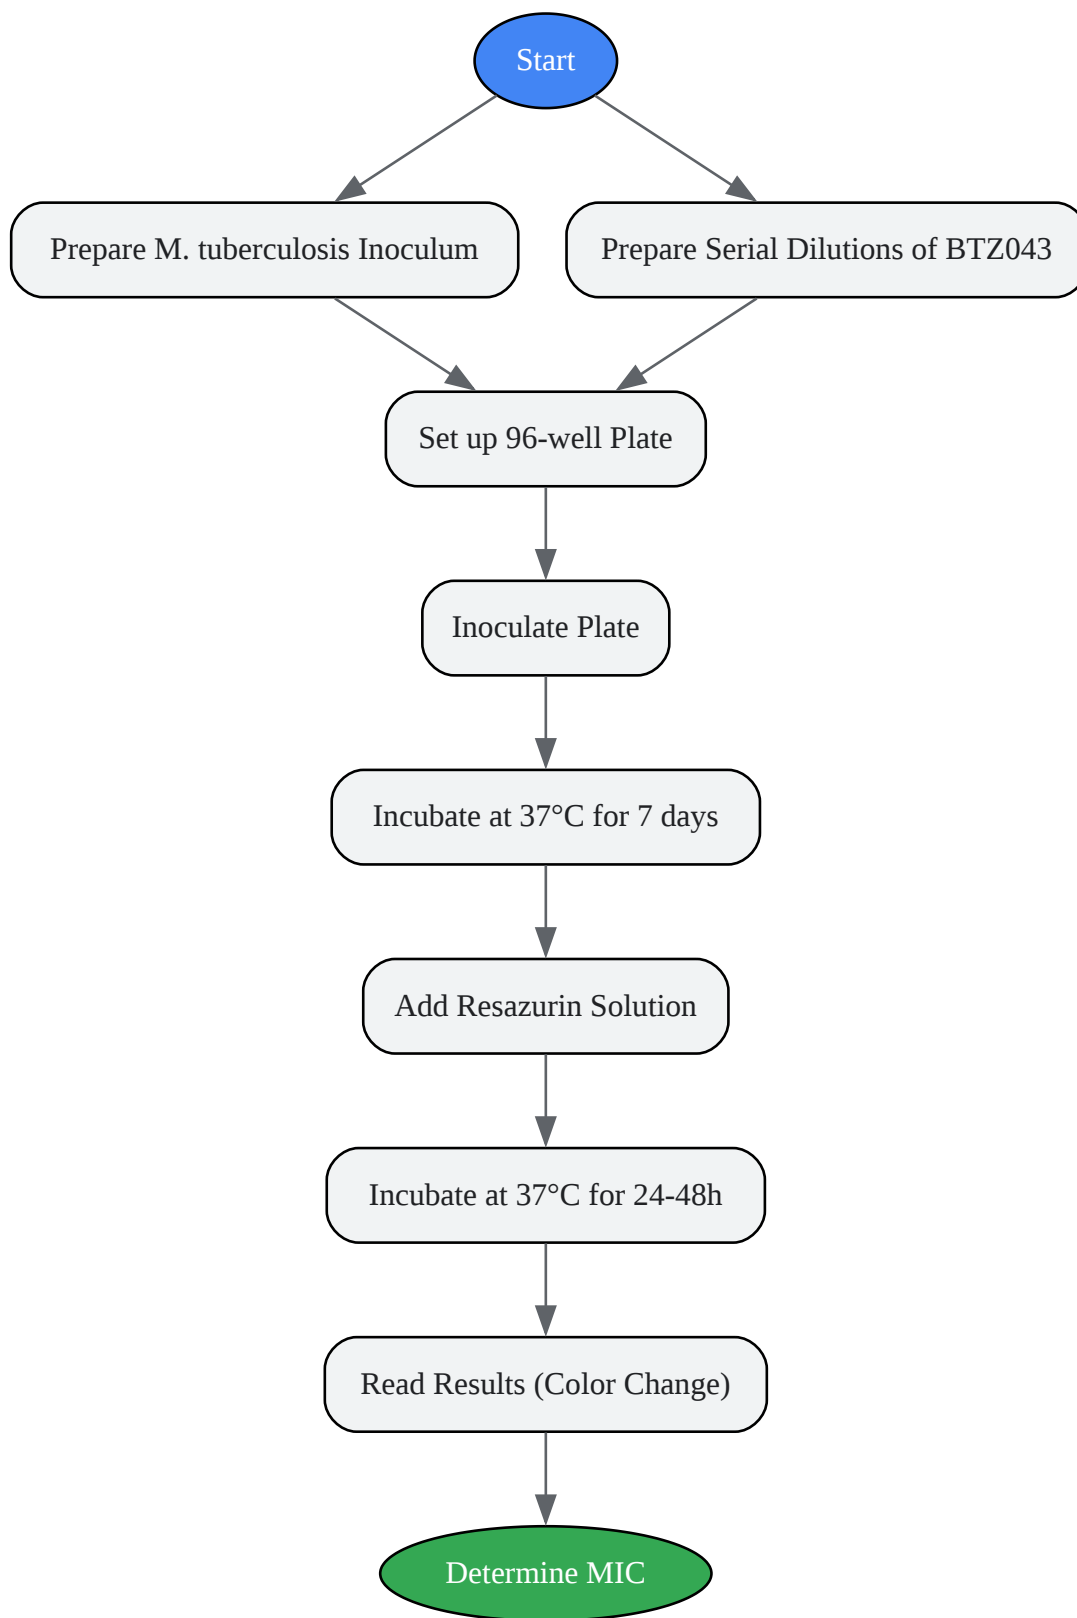 Start
Prepare M. tuberculosis Inoculum
Prepare Serial Dilutions of BTZ043
Set up 96-well Plate
Inoculate Plate
Incubate at 37°C for 7 days
Add Resazurin Solution
Incubate at 37°C for 24-48h
Read Results (Color Change)
Determine MIC